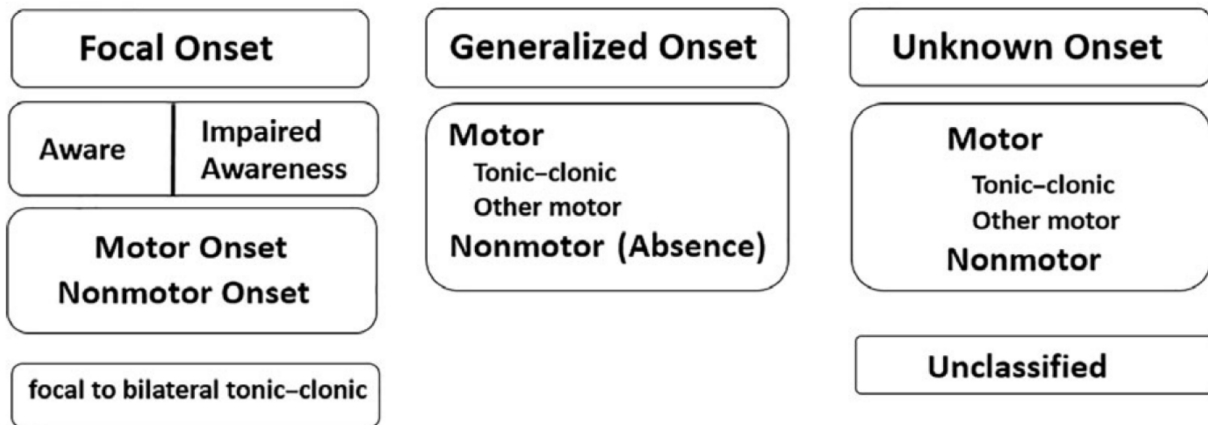 Focal Onset
Aware
Impaired
Awareness
Motor Onset
Nonmotor Onset
focal to bilateral tonic–clonic
Generalized Onset
Motor
Tonic–clonic
Other motor
Nonmotor (Absence)
Unknown Onset
Motor
Tonic–clonic
Other motor
Nonmotor
Unclassified